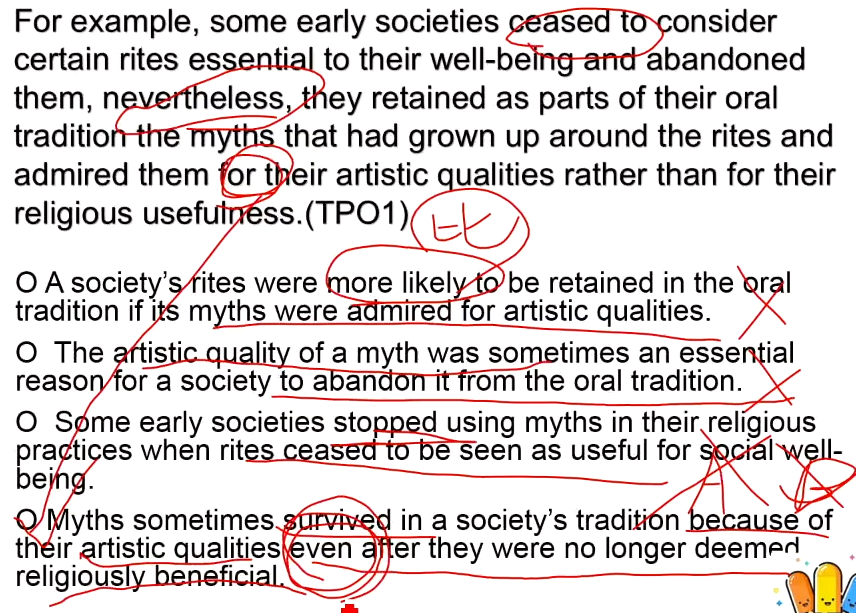 For example, some early societies ceased to consider
certain rites essential to their well-being and abandoned
them, nevertheless, they retained as parts of their oral
tradition the myths that had grown up around the rites and
admired them for their artistic qualities rather than for their
religious usefulness.(TPO1)
比
O A society's rites were more likely to be retained in the oral
tradition if its myths were admired for artistic qualities.
O The artistic quality of a myth was sometimes an essential
reason for a society to abandon it from the oral tradition.
O Some early societies stopped using myths in their religious
practices when rites ceased to be seen as useful for social well-
being.
O Myths sometimes survived in a society's tradition because of
their artistic qualities even after they were no longer deemed
religiously beneficial.